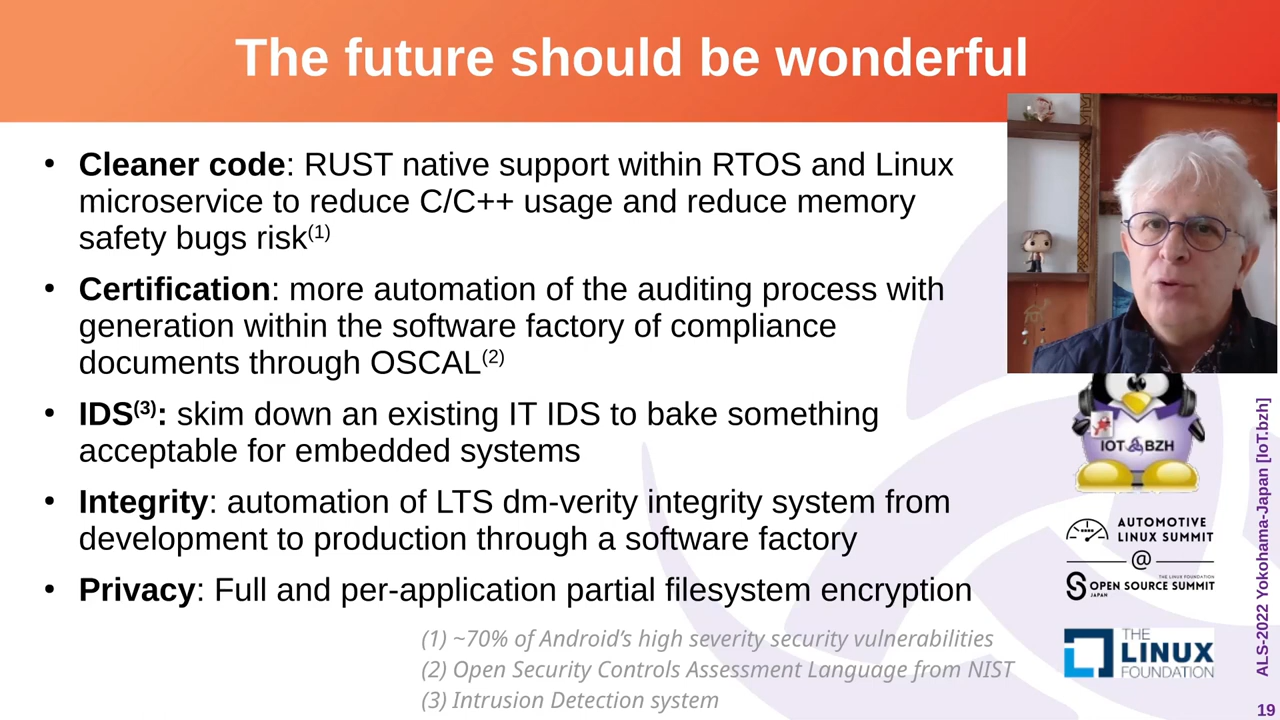 The future should be wonderful
• Cleaner code: RUST native support within RTOS and Linux
microservice to reduce C/C++ usage and reduce memory
safety bugs risk(1)
• Certification: more automation of the auditing process with
generation within the software factory of compliance
documents through OSCAL(2)
• IDS(3): skim down an existing IT IDS to bake something
acceptable for embedded systems
• Integrity: automation of LTS dm-verity integrity system from
development to production through a software factory
• Privacy: Full and per-application partial filesystem encryption
(1) ~70% of Android's high severity security vulnerabilities
(2) Open Security Controls Assessment Language from NIST
(3) Intrusion Detection system
IOT BZH
AUTOMOTIVE
LINUX SUMMIT
@
THE LINUX FOUNDATION
OPEN SOURCE SUMMIT
JAPAN
THE
LINUX
FOUNDATION
ALS-2022 Yokohama-Japan [IoT.bzh]
19